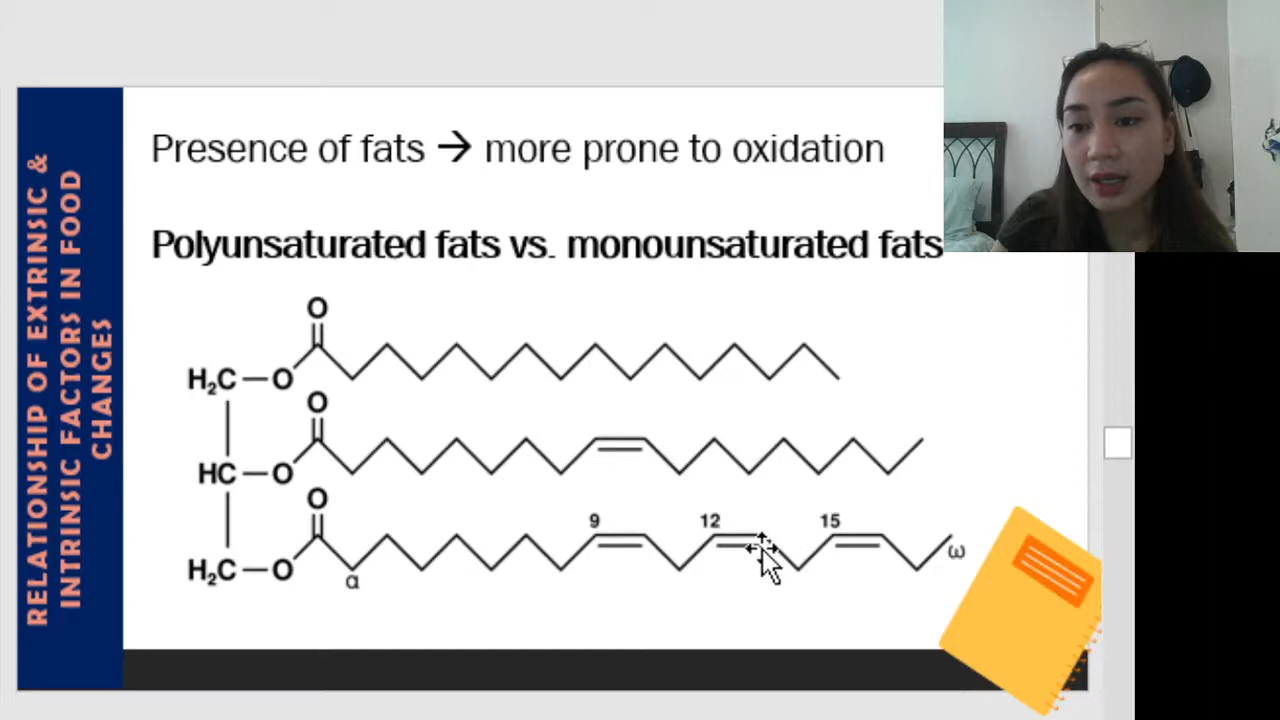 RELATIONSHIP OF EXTRINSIC &
INTRINSIC FACTORS IN FOOD
CHANGES
Presence of fats → more prone to oxidation
Polyunsaturated fats vs. monounsaturated fats
O
H₂C—O
O
HC—O
O
9 12 15
H₂C—O
α
ω